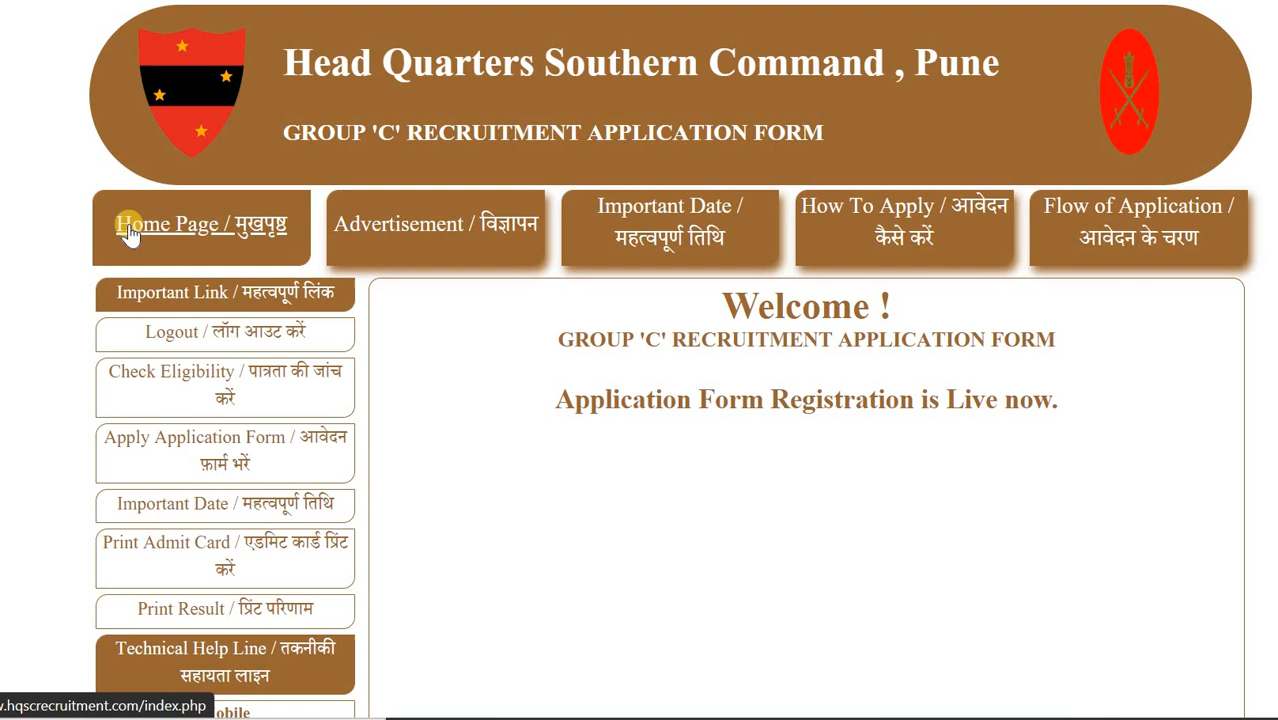 Head Quarters Southern Command , Pune
GROUP 'C' RECRUITMENT APPLICATION FORM
Home Page / मुखपृष्ठ
Advertisement / विज्ञापन
Important Date /
महत्वपूर्ण तिथि
How To Apply / आवेदन
कैसे करें
Flow of Application /
आवेदन के चरण
Important Link / महत्वपूर्ण लिंक
Logout / लॉग आउट करें
Check Eligibility / पात्रता की जांच
करें
Apply Application Form / आवेदन
फ़ार्म भरें
Important Date / महत्वपूर्ण तिथि
Print Admit Card / एडमिट कार्ड प्रिंट
करें
Print Result / प्रिंट परिणाम
Technical Help Line / तकनीकी
सहायता लाइन
Welcome !
GROUP 'C' RECRUITMENT APPLICATION FORM
Application Form Registration is Live now.
w.hqscrecruitment.com/index.php